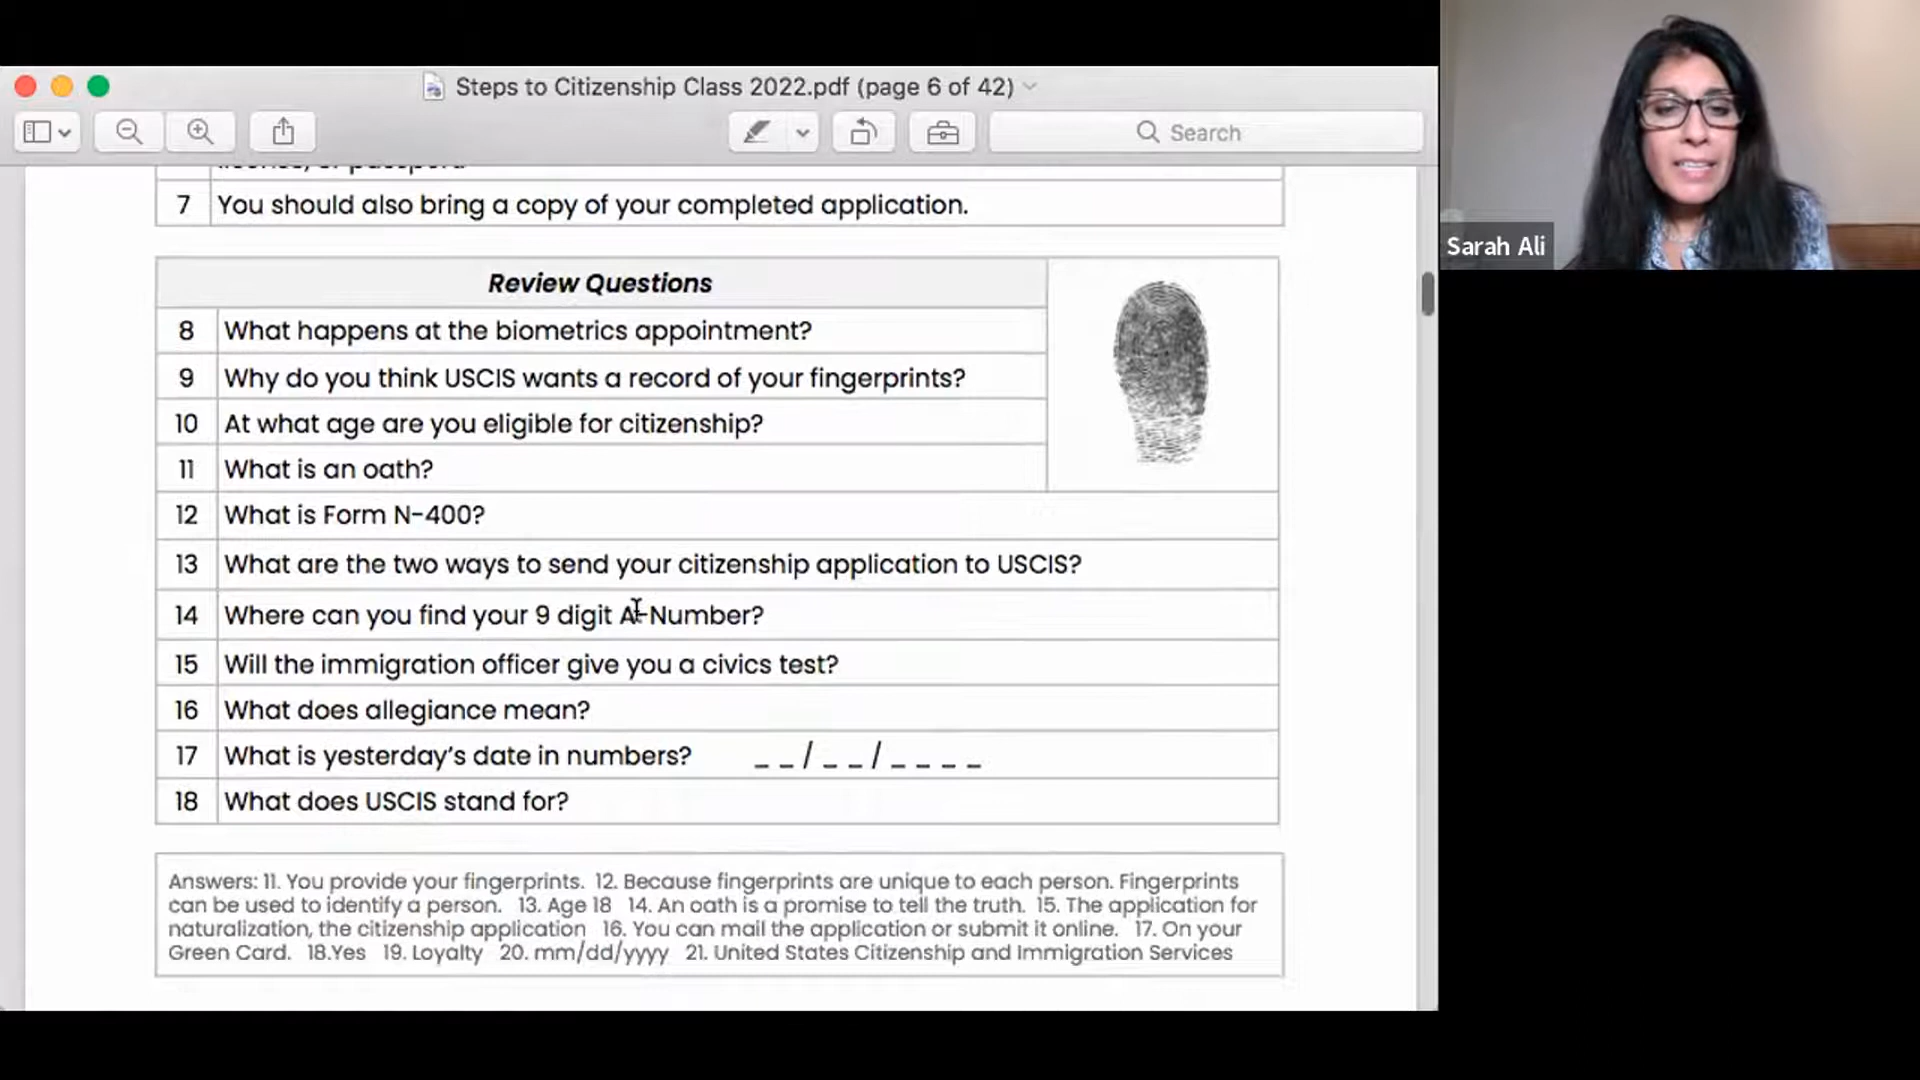 Steps to Citizenship Class 2022.pdf (page 6 of 42)
Search
7 You should also bring a copy of your completed application.
Review Questions
8 What happens at the biometrics appointment?
9 Why do you think USCIS wants a record of your fingerprints?
10 At what age are you eligible for citizenship?
11 What is an oath?
12 What is Form N-400?
13 What are the two ways to send your citizenship application to USCIS?
14 Where can you find your 9 digit A-Number?
15 Will the immigration officer give you a civics test?
16 What does allegiance mean?
17 What is yesterday's date in numbers? _ _ / _ _ / _ _ _ _
18 What does USCIS stand for?
Answers: 11. You provide your fingerprints. 12. Because fingerprints are unique to each person. Fingerprints
can be used to identify a person. 13. Age 18 14. An oath is a promise to tell the truth. 15. The application for
naturalization, the citizenship application 16. You can mail the application or submit it online. 17. On your
Green Card. 18.Yes 19. Loyalty 20. mm/dd/yyyy 21. United States Citizenship and Immigration Services
Sarah Ali